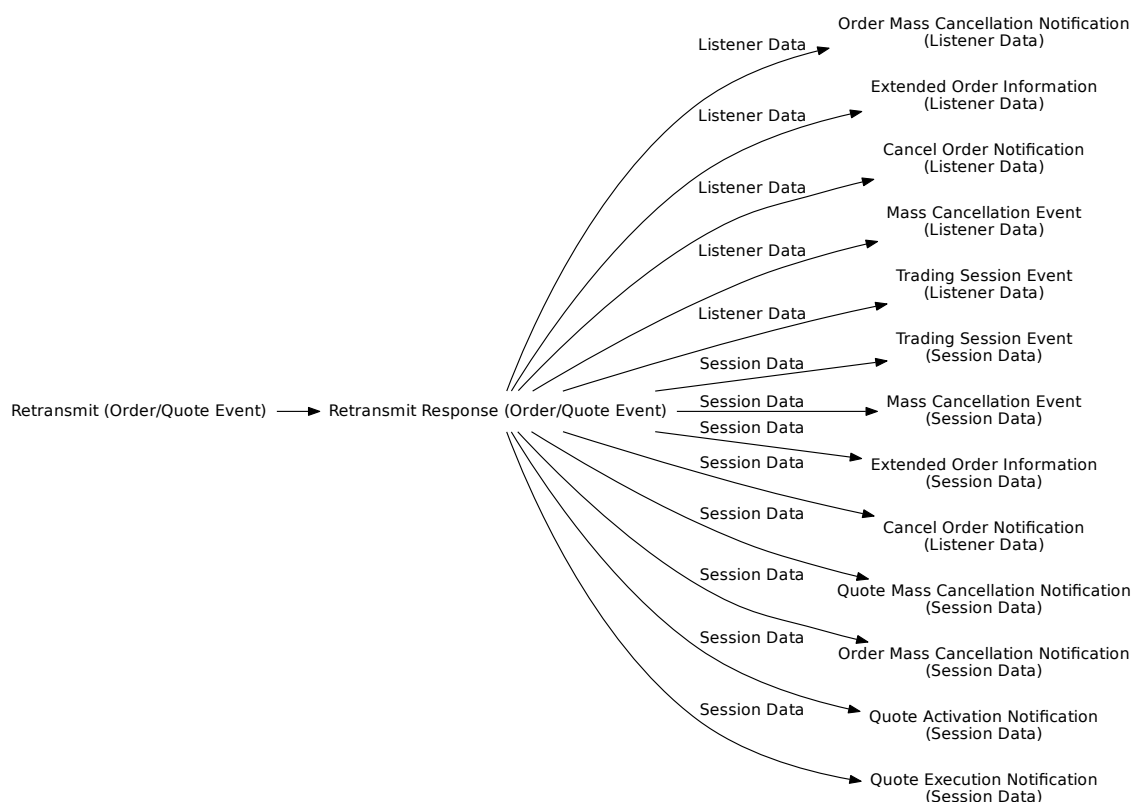 Order Mass Cancellation Notification
(Listener Data)
Listener Data
Extended Order Information
(Listener Data)
Listener Data
Cancel Order Notification
(Listener Data)
Listener Data
Mass Cancellation Event
(Listener Data)
Listener Data
Trading Session Event
(Listener Data)
Listener Data
Trading Session Event
(Session Data)
Session Data
Retransmit (Order/Quote Event)
Retransmit Response (Order/Quote Event)
Session Data
Mass Cancellation Event
(Session Data)
Session Data
Extended Order Information
(Session Data)
Session Data
Cancel Order Notification
(Listener Data)
Session Data
Quote Mass Cancellation Notification
(Session Data)
Session Data
Order Mass Cancellation Notification
(Session Data)
Session Data
Quote Activation Notification
(Session Data)
Session Data
Quote Execution Notification
(Session Data)